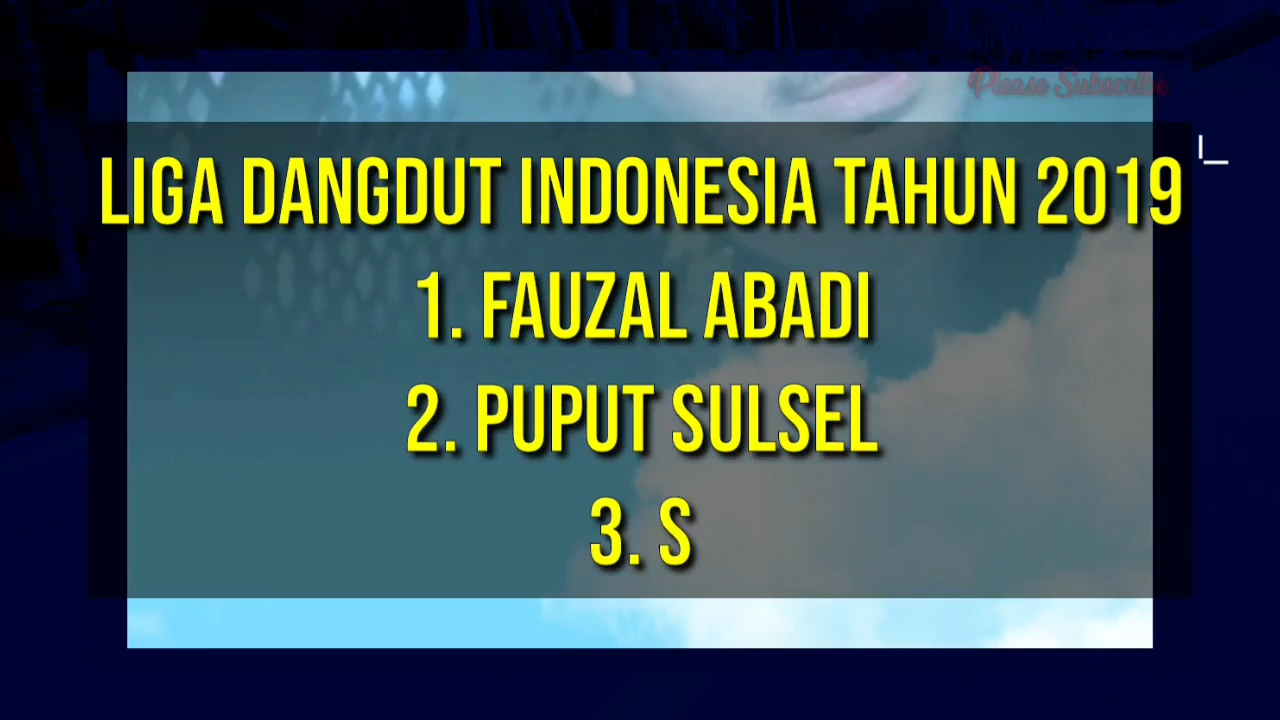 Please Subscribe
LIGA DANGDUT INDONESIA TAHUN 2019
1. FAUZAL ABADI
2. PUPUT SULSEL
3. S